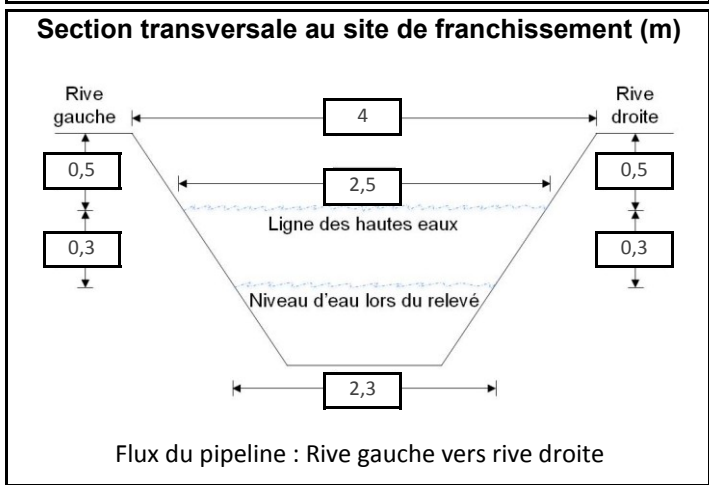 Section transversale au site de franchissement (m)
Rive gauche
Rive droite
4
0,5
0,5
2,5
Ligne des hautes eaux
0,3
0,3
Niveau d'eau lors du relevé
2,3
Flux du pipeline : Rive gauche vers rive droite